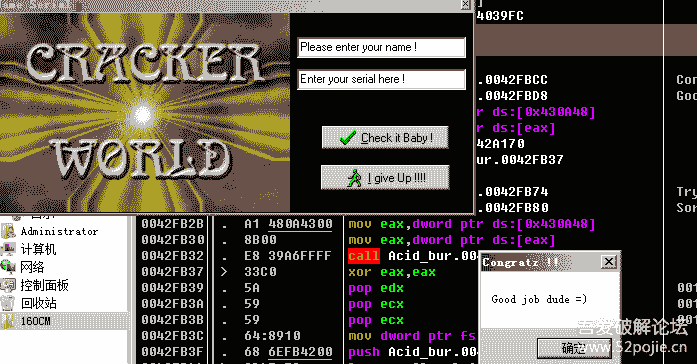 CRACKER
WORLD
Please enter your name !
Enter your serial here !
Check it Baby !
I give Up !!!!
4039FC
.0042FBCC Con
.0042FBD8 Goo
r ds:[0x430A48]
r ds:[eax]
42A170
ur.0042FB37
.0042FB74 Try
.0042FB80 Sor
0042FB2B . A1 480A4300 mov eax,dword ptr ds:[0x430A48]
0042FB30 . 8B00 mov eax,dword ptr ds:[eax]
0042FB32 . E8 39A6FFFF call Acid_bur.00
0042FB37 > 33C0 xor eax,eax
0042FB39 . 5A pop edx
0042FB3A . 59 pop ecx
0042FB3B . 59 pop ecx
0042FB3C . 64:8910 mov dword ptr fs
0042FB3F . 68 6EFB4200 push Acid_bur.00
Administrator
计算机
网络
控制面板
回收站
160CM
Congratz !!
Good job dude =)
确定
吾爱破解论坛
www.52pojie.cn